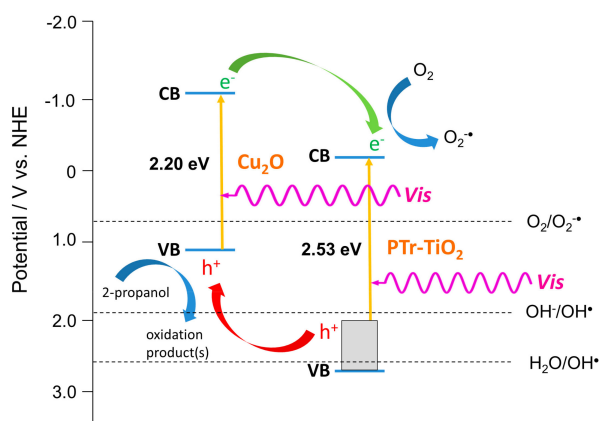 Potential / V vs. NHE
-2.0
-1.0
0
1.0
2.0
3.0
CB
e⁻
2.20 eV
Cu₂O
Vis
VB
h⁺
2-propanol
oxidation
product(s)
O₂
O₂⁻•
e⁻
CB
2.53 eV
PTr-TiO₂
Vis
h⁺
VB
O₂/O₂⁻•
OH⁻/OH•
H₂O/OH•